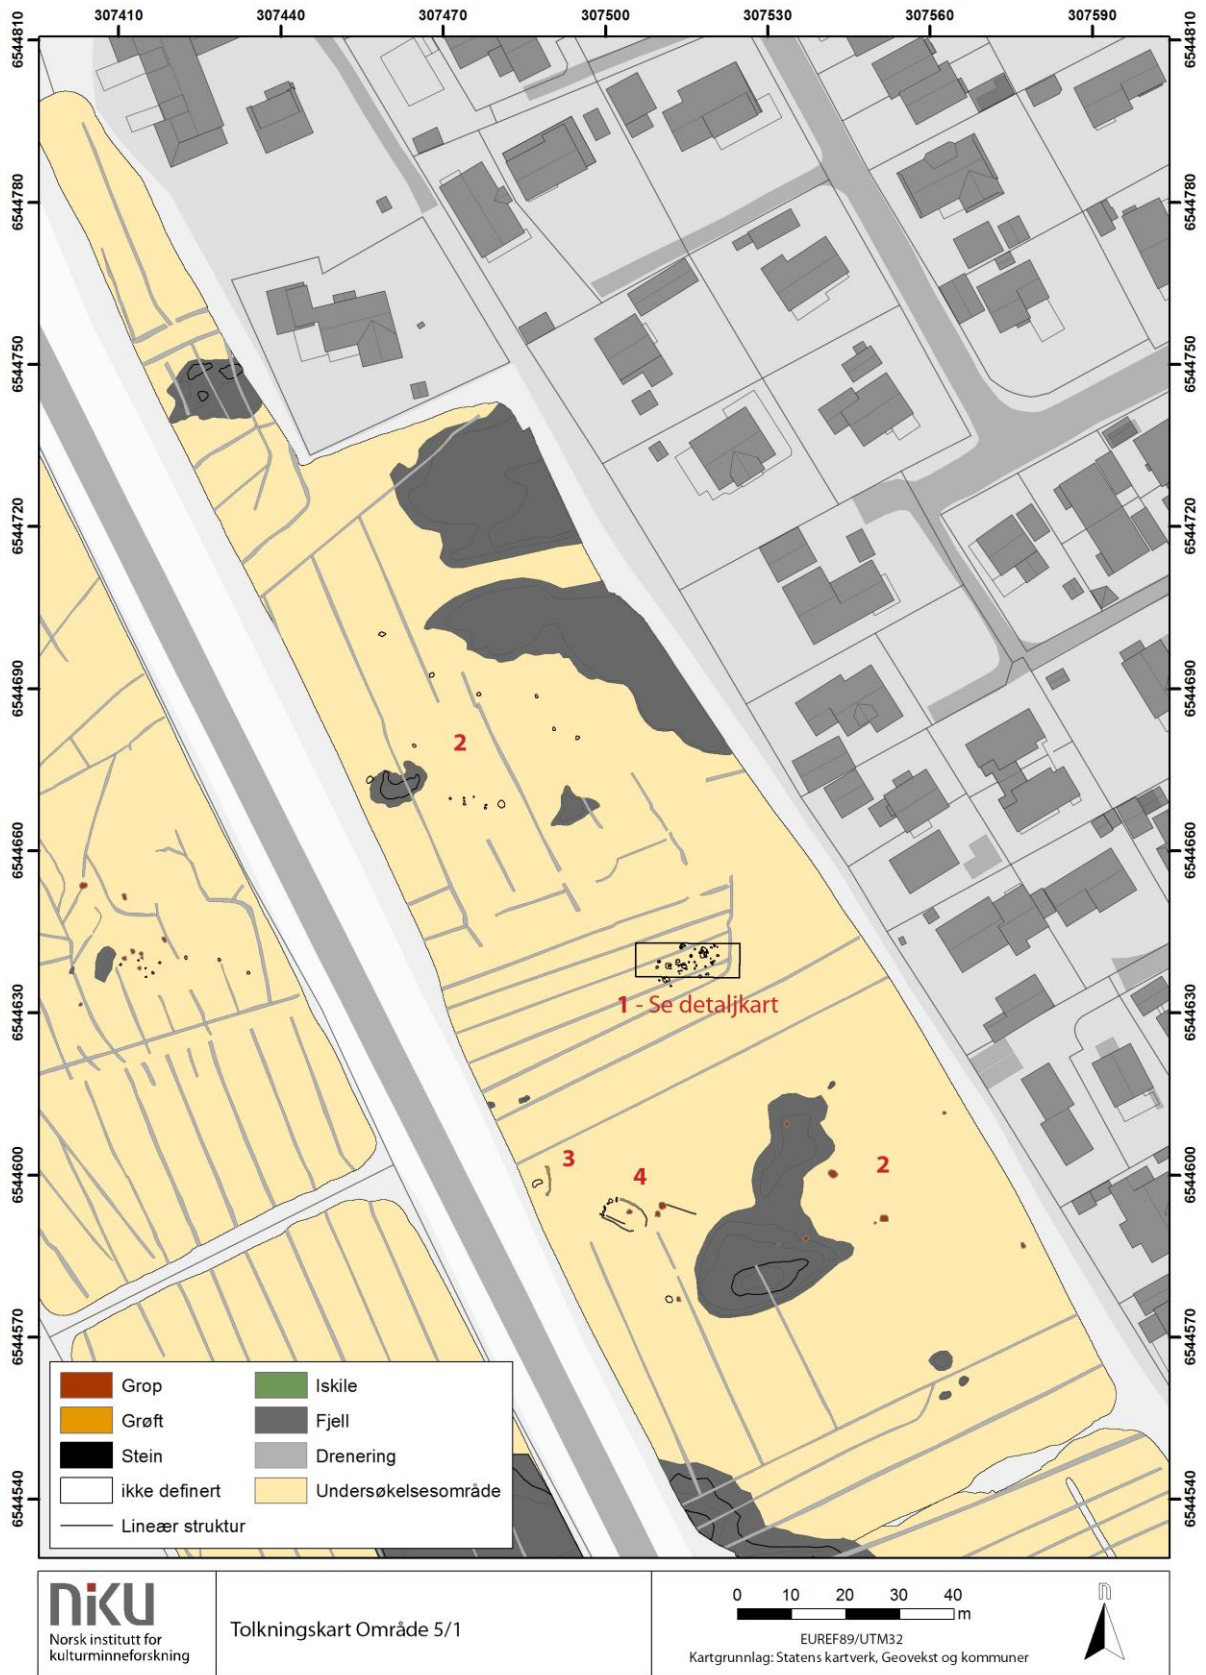 307410 307440 307470 307500 307530 307560 307590
6544810 6544810
6544780 6544780
6544750 6544750
6544720 6544720
6544690 6544690
2
6544660 6544660
6544630 6544630
1 - Se detaljkart
3
4
2
6544600 6544600
6544570 6544570
6544540 6544540
Grop
Grøft
Stein
ikke definert
Lineær struktur
Iskile
Fjell
Drenering
Undersøkelsesområde
niku
Norsk institutt for
kulturminneforskning
Tolkningskart Område 5/1
0 10 20 30 40
m
EUREF89/UTM32
Kartgrunnlag: Statens kartverk, Geovekst og kommuner
n